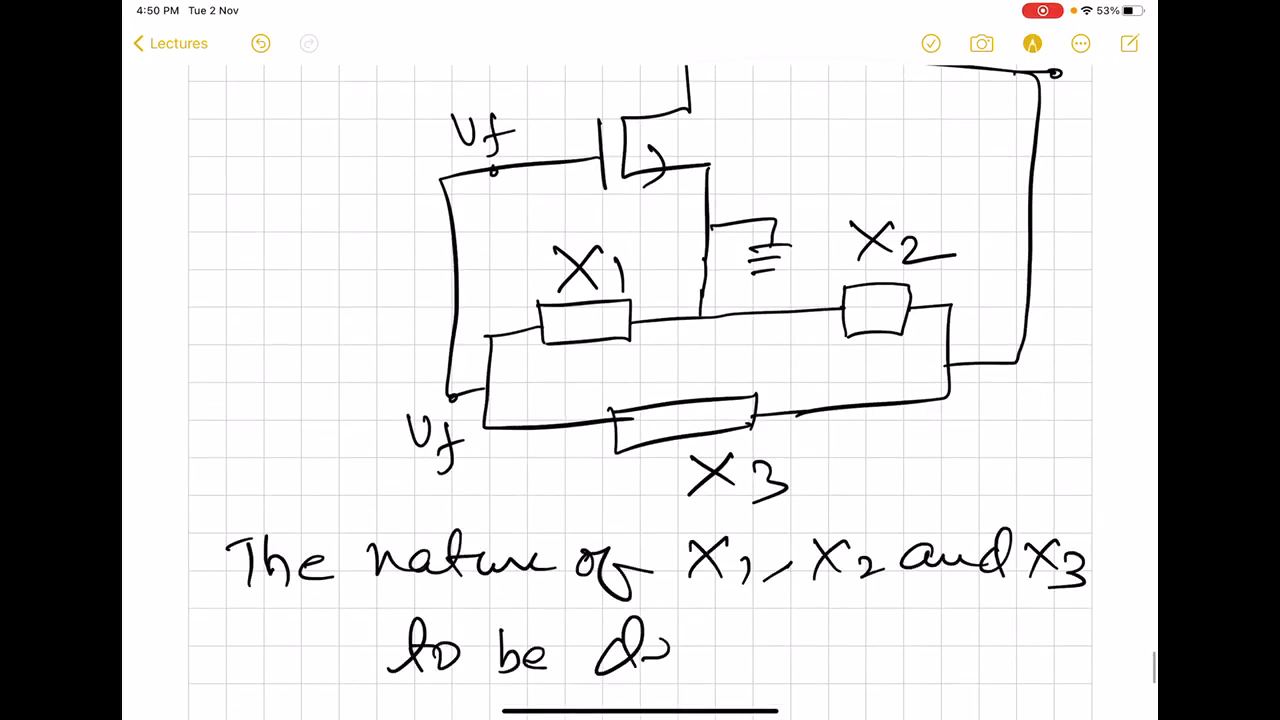 4:50 PM Tue 2 Nov
53%
Lectures
Vf
X1
X2
Vf
X3
The nature of X1, X2 and X3
to be